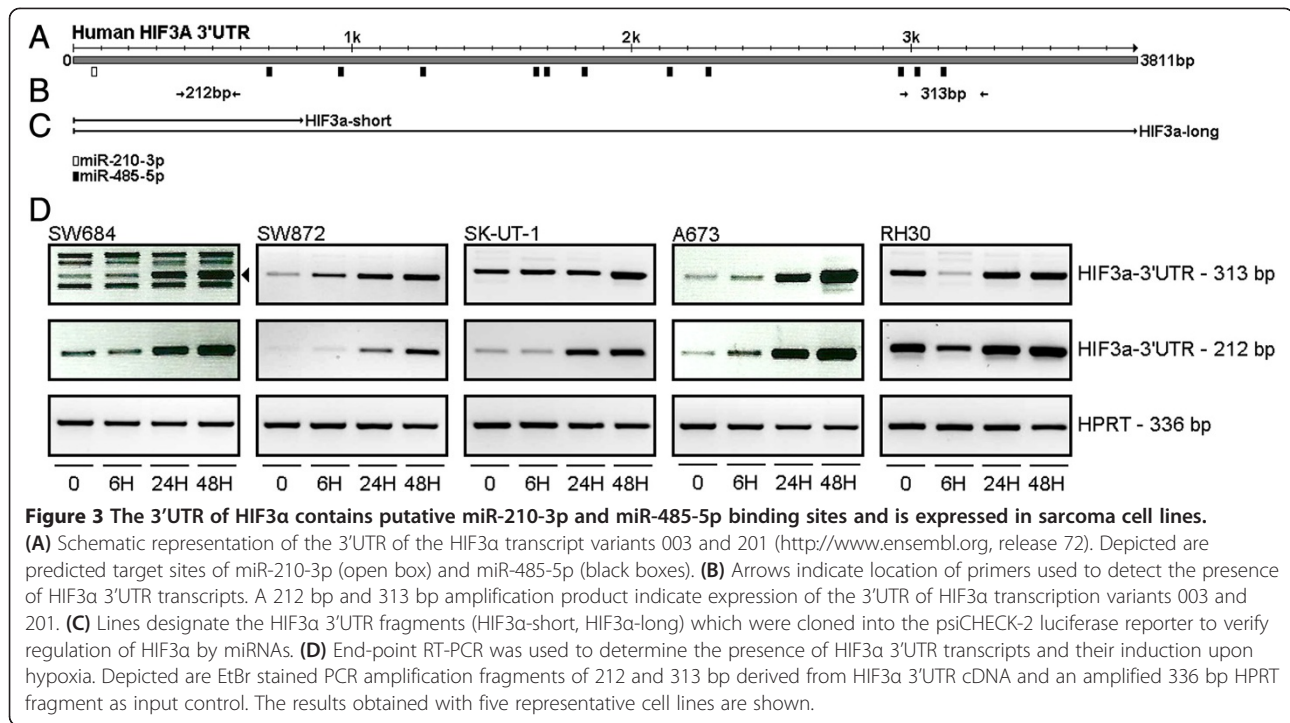 A
Human HIF3A 3'UTR
1k
2k
3k
0
3811bp
B
→212bp←
→ 313bp ←
C
HIF3a-short
HIF3a-long
▯miR-210-3p
▮miR-485-5p
D
SW684
SW872
SK-UT-1
A673
RH30
HIF3a-3'UTR - 313 bp
HIF3a-3'UTR - 212 bp
HPRT - 336 bp
0 6H 24H 48H
0 6H 24H 48H
0 6H 24H 48H
0 6H 24H 48H
0 6H 24H 48H
Figure 3 The 3’UTR of HIF3α contains putative miR-210-3p and miR-485-5p binding sites and is expressed in sarcoma cell lines.
(A) Schematic representation of the 3’UTR of the HIF3α transcript variants 003 and 201 (http://www.ensembl.org, release 72). Depicted are
predicted target sites of miR-210-3p (open box) and miR-485-5p (black boxes). (B) Arrows indicate location of primers used to detect the presence
of HIF3α 3’UTR transcripts. A 212 bp and 313 bp amplification product indicate expression of the 3’UTR of HIF3α transcription variants 003 and
201. (C) Lines designate the HIF3α 3’UTR fragments (HIF3α-short, HIF3α-long) which were cloned into the psiCHECK-2 luciferase reporter to verify
regulation of HIF3α by miRNAs. (D) End-point RT-PCR was used to determine the presence of HIF3α 3’UTR transcripts and their induction upon
hypoxia. Depicted are EtBr stained PCR amplification fragments of 212 and 313 bp derived from HIF3α 3’UTR cDNA and an amplified 336 bp HPRT
fragment as input control. The results obtained with five representative cell lines are shown.